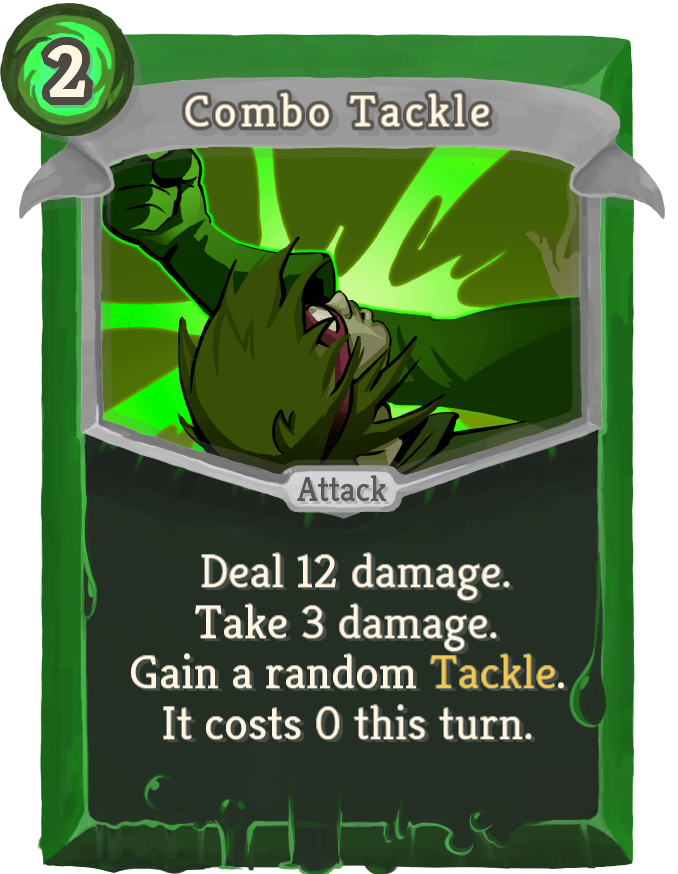 2
Combo Tackle
Attack
Deal 12 damage.
Take 3 damage.
Gain a random Tackle.
It costs 0 this turn.